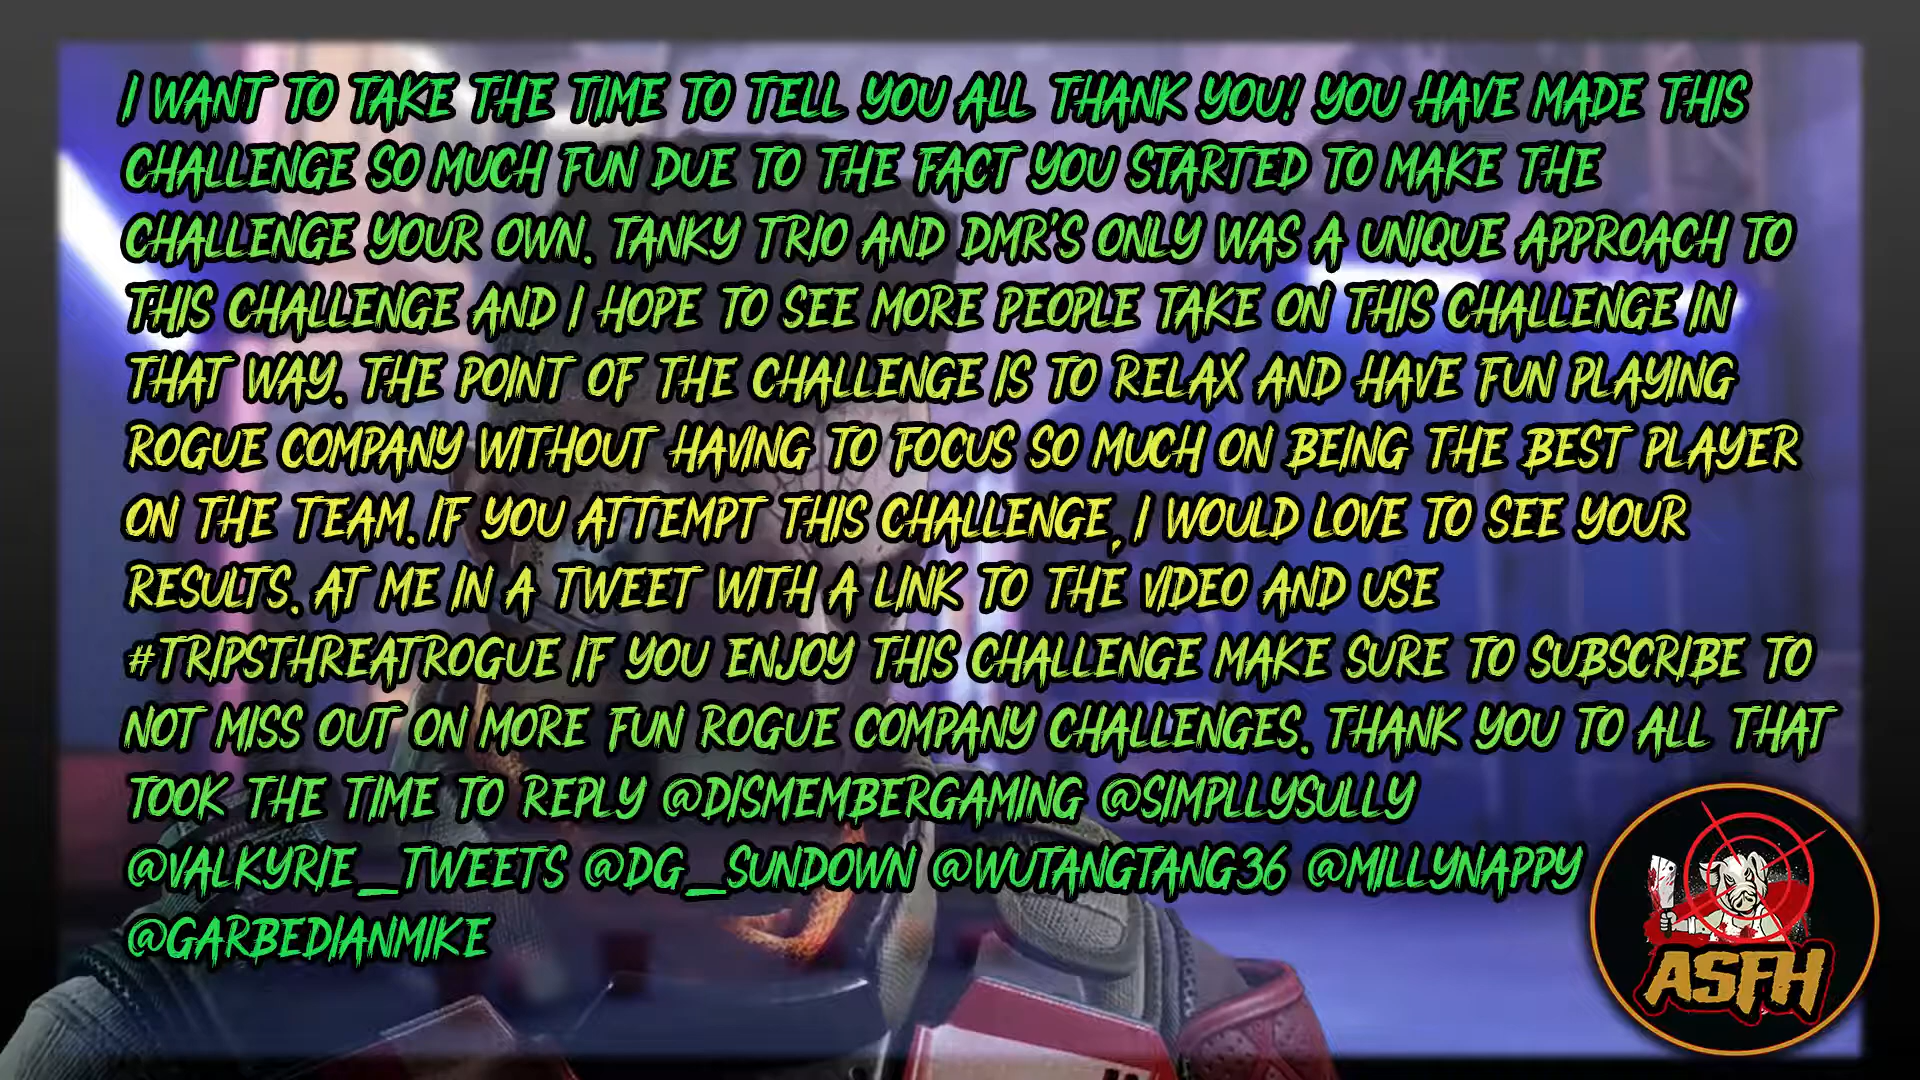 I WANT TO TAKE THE TIME TO TELL YOU ALL THANK YOU! YOU HAVE MADE THIS
CHALLENGE SO MUCH FUN DUE TO THE FACT YOU STARTED TO MAKE THE
CHALLENGE YOUR OWN. TANKY TRIO AND DMR'S ONLY WAS A UNIQUE APPROACH TO
THIS CHALLENGE AND I HOPE TO SEE MORE PEOPLE TAKE ON THIS CHALLENGE IN
THAT WAY. THE POINT OF THE CHALLENGE IS TO RELAX AND HAVE FUN PLAYING
ROGUE COMPANY WITHOUT HAVING TO FOCUS SO MUCH ON BEING THE BEST PLAYER
ON THE TEAM. IF YOU ATTEMPT THIS CHALLENGE, I WOULD LOVE TO SEE YOUR
RESULTS. AT ME IN A TWEET WITH A LINK TO THE VIDEO AND USE
#TRIPSTHREATROGUE IF YOU ENJOY THIS CHALLENGE MAKE SURE TO SUBSCRIBE TO
NOT MISS OUT ON MORE FUN ROGUE COMPANY CHALLENGES. THANK YOU TO ALL THAT
TOOK THE TIME TO REPLY @DISMEMBERGAMING @SIMPLLYSULLY
@VALKYRIE_TWEETS @DG_SUNDOWN @WUTANGTANG36 @MILLYNAPPY
@GARBEDIANMIKE
ASFH